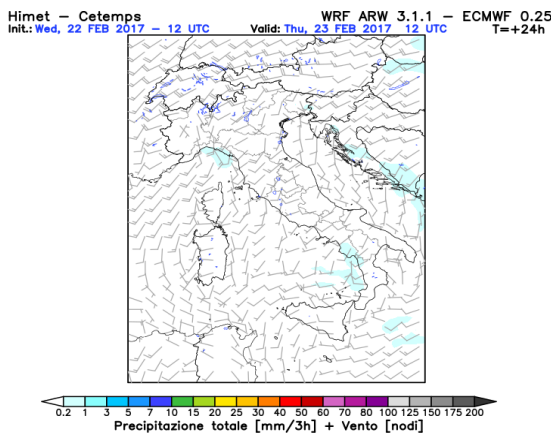 Himet – Cetemps WRF ARW 3.1.1 – ECMWF 0.25
Init.: Wed, 22 FEB 2017 – 12 UTC Valid: Thu, 23 FEB 2017 12 UTC T=+24h
0.2 1 3 5 7 10 15 20 25 30 40 50 60 70 80 100 125 150 175 200
Precipitazione totale [mm/3h] + Vento [nodi]